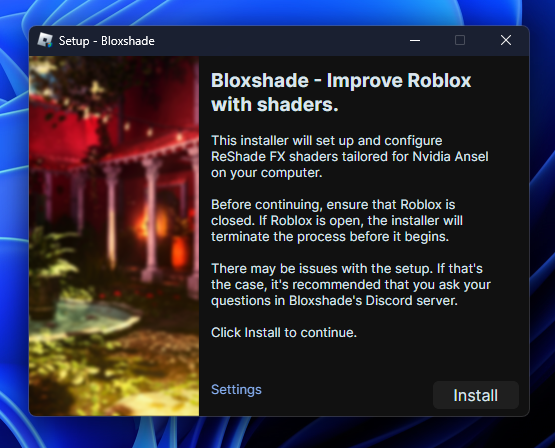 Setup - Bloxshade
Bloxshade - Improve Roblox
with shaders.
This installer will set up and configure
ReShade FX shaders tailored for Nvidia Ansel
on your computer.
Before continuing, ensure that Roblox is
closed. If Roblox is open, the installer will
terminate the process before it begins.
There may be issues with the setup. If that's
the case, it's recommended that you ask your
questions in Bloxshade's Discord server.
Click Install to continue.
Settings
Install